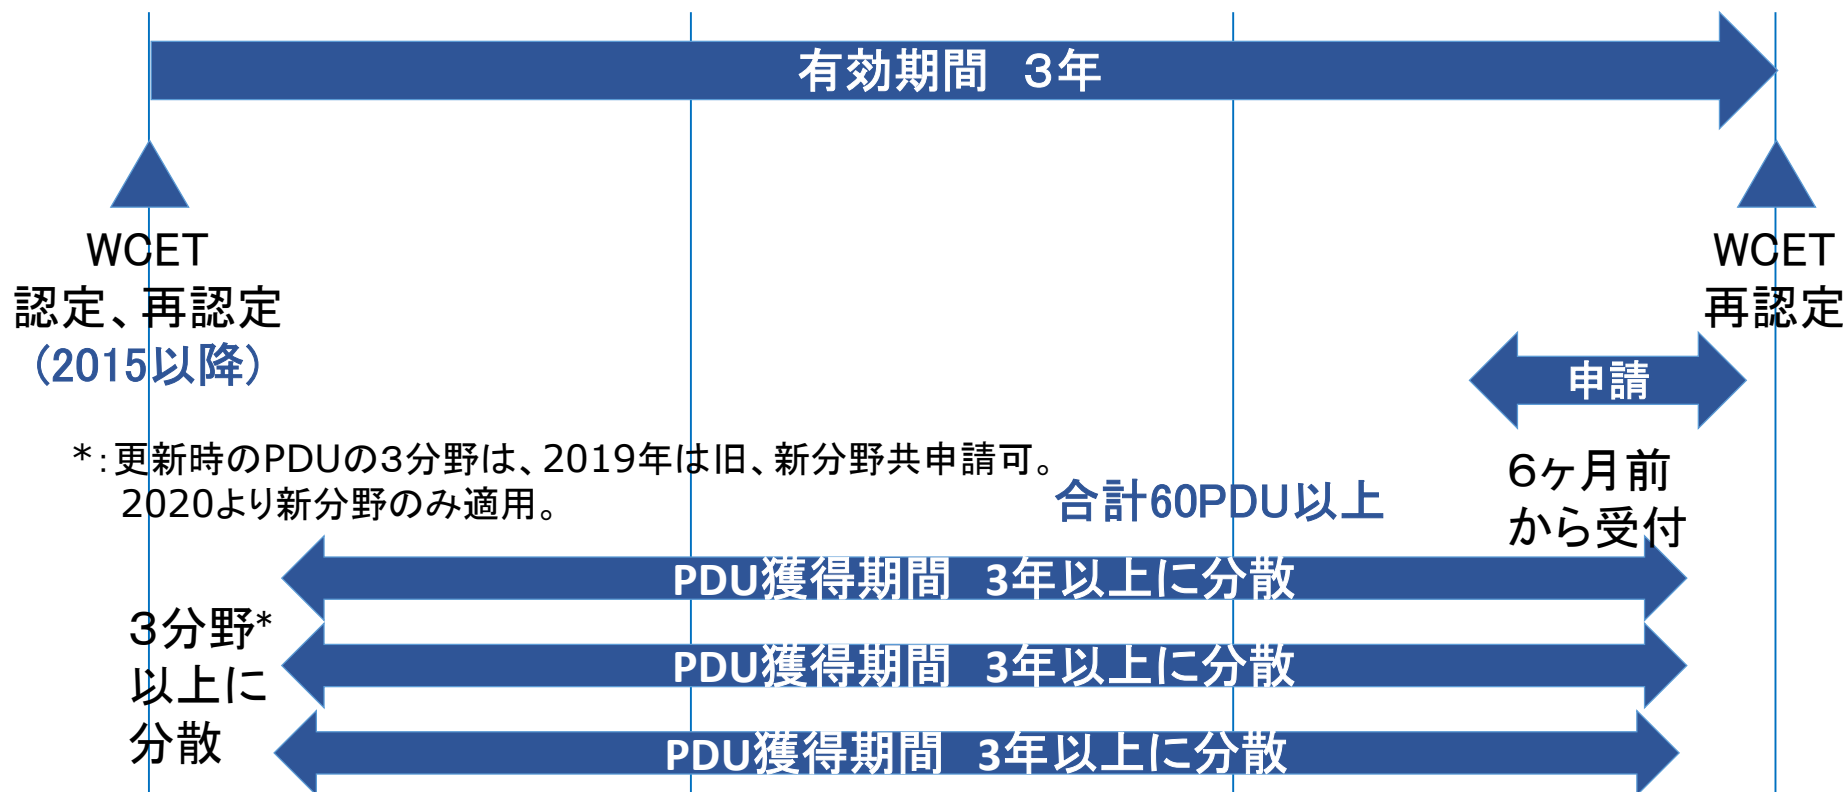 有効期間　３年
WCET
認定、再認定
(2015以降)
WCET
再認定
申請
*：更新時のPDUの３分野は、2019年は旧、新分野共申請可。
2020より新分野のみ適用。
合計60PDU以上
６ヶ月前
から受付
PDU獲得期間　3年以上に分散
３分野*
以上に
分散
PDU獲得期間　3年以上に分散
PDU獲得期間　3年以上に分散